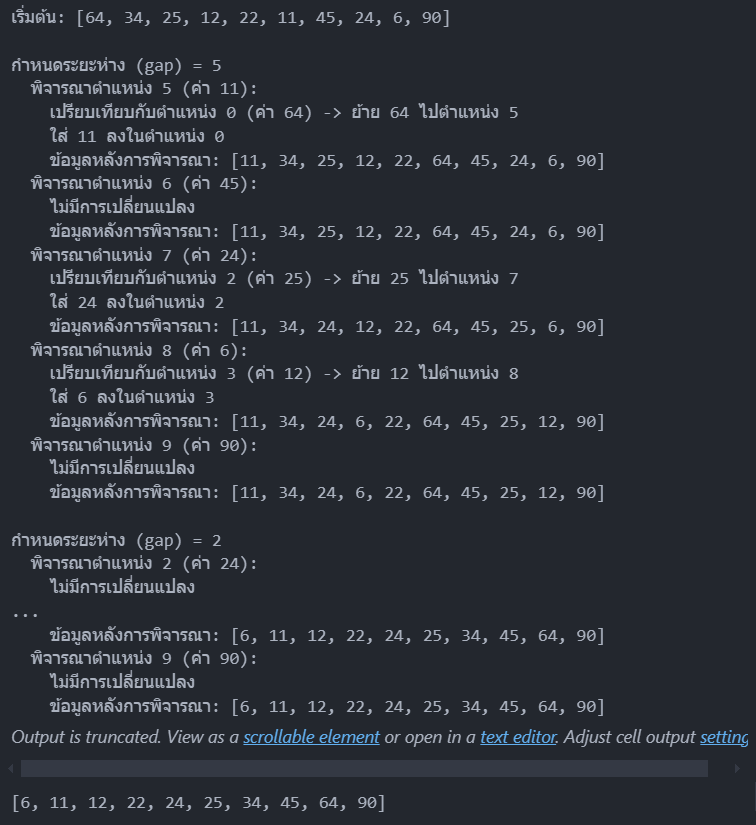 เริ่มต้น: [64, 34, 25, 12, 22, 11, 45, 24, 6, 90]
กำหนดระยะห่าง (gap) = 5
พิจารณาตำแหน่ง 5 (ค่า 11):
เปรียบเทียบกับตำแหน่ง 0 (ค่า 64) -> ย้าย 64 ไปตำแหน่ง 5
ใส่ 11 ลงในตำแหน่ง 0
ข้อมูลหลังการพิจารณา: [11, 34, 25, 12, 22, 64, 45, 24, 6, 90]
พิจารณาตำแหน่ง 6 (ค่า 45):
ไม่มีการเปลี่ยนแปลง
ข้อมูลหลังการพิจารณา: [11, 34, 25, 12, 22, 64, 45, 24, 6, 90]
พิจารณาตำแหน่ง 7 (ค่า 24):
เปรียบเทียบกับตำแหน่ง 2 (ค่า 25) -> ย้าย 25 ไปตำแหน่ง 7
ใส่ 24 ลงในตำแหน่ง 2
ข้อมูลหลังการพิจารณา: [11, 34, 24, 12, 22, 64, 45, 25, 6, 90]
พิจารณาตำแหน่ง 8 (ค่า 6):
เปรียบเทียบกับตำแหน่ง 3 (ค่า 12) -> ย้าย 12 ไปตำแหน่ง 8
ใส่ 6 ลงในตำแหน่ง 3
ข้อมูลหลังการพิจารณา: [11, 34, 24, 6, 22, 64, 45, 25, 12, 90]
พิจารณาตำแหน่ง 9 (ค่า 90):
ไม่มีการเปลี่ยนแปลง
ข้อมูลหลังการพิจารณา: [11, 34, 24, 6, 22, 64, 45, 25, 12, 90]
กำหนดระยะห่าง (gap) = 2
พิจารณาตำแหน่ง 2 (ค่า 24):
ไม่มีการเปลี่ยนแปลง
...
ข้อมูลหลังการพิจารณา: [6, 11, 12, 22, 24, 25, 34, 45, 64, 90]
พิจารณาตำแหน่ง 9 (ค่า 90):
ไม่มีการเปลี่ยนแปลง
ข้อมูลหลังการพิจารณา: [6, 11, 12, 22, 24, 25, 34, 45, 64, 90]
Output is truncated. View as a scrollable element or open in a text editor. Adjust cell output setting
[6, 11, 12, 22, 24, 25, 34, 45, 64, 90]